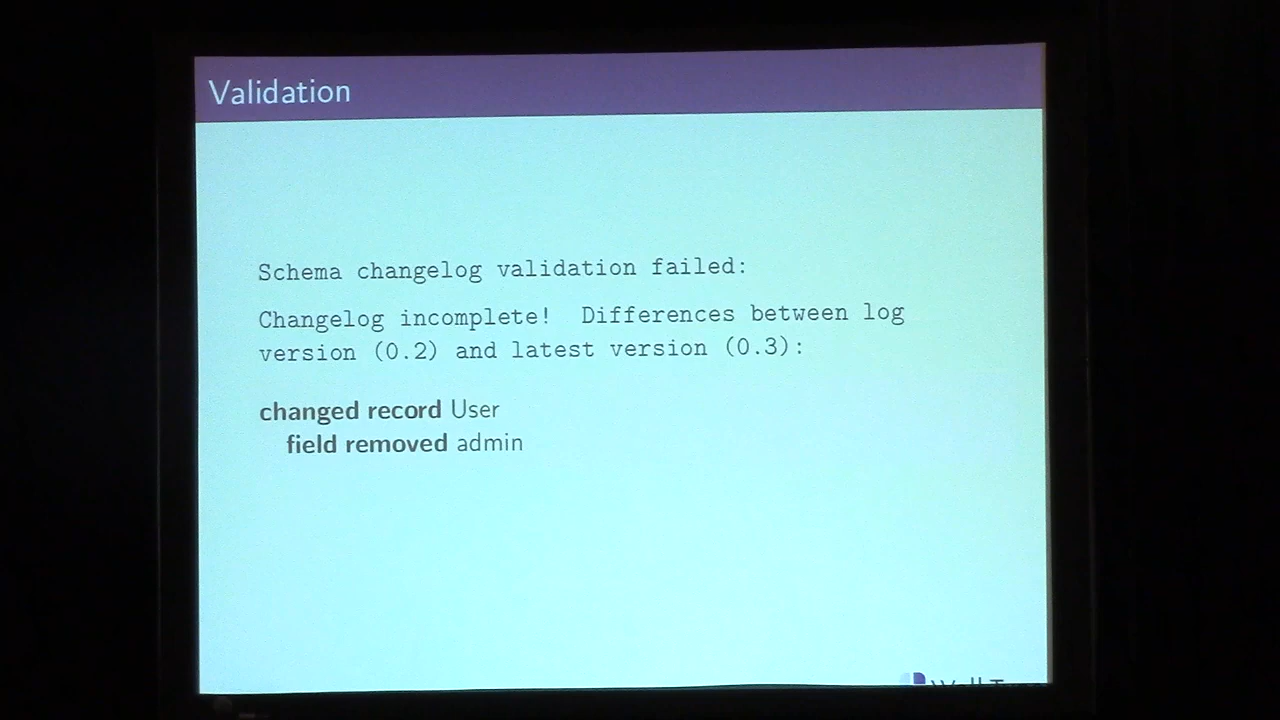 Validation
Schema changelog validation failed:
Changelog incomplete! Differences between log
version (0.2) and latest version (0.3):
changed record User
field removed admin